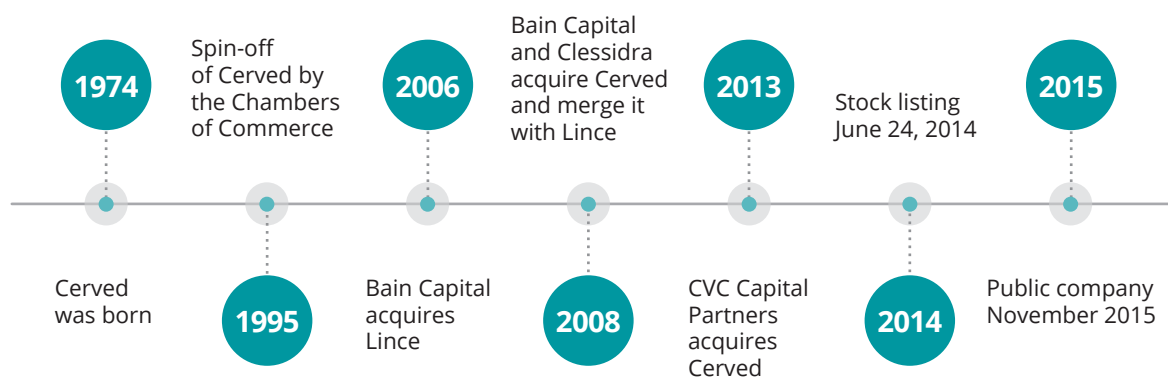 1974
Cerved
was born
Spin-off
of Cerved by
the Chambers
of Commerce
1995
2006
Bain Capital
acquires
Lince
Bain Capital
and Clessidra
acquire Cerved
and merge it
with Lince
2008
2013
CVC Capital
Partners
acquires
Cerved
Stock listing
June 24, 2014
2014
2015
Public company
November 2015